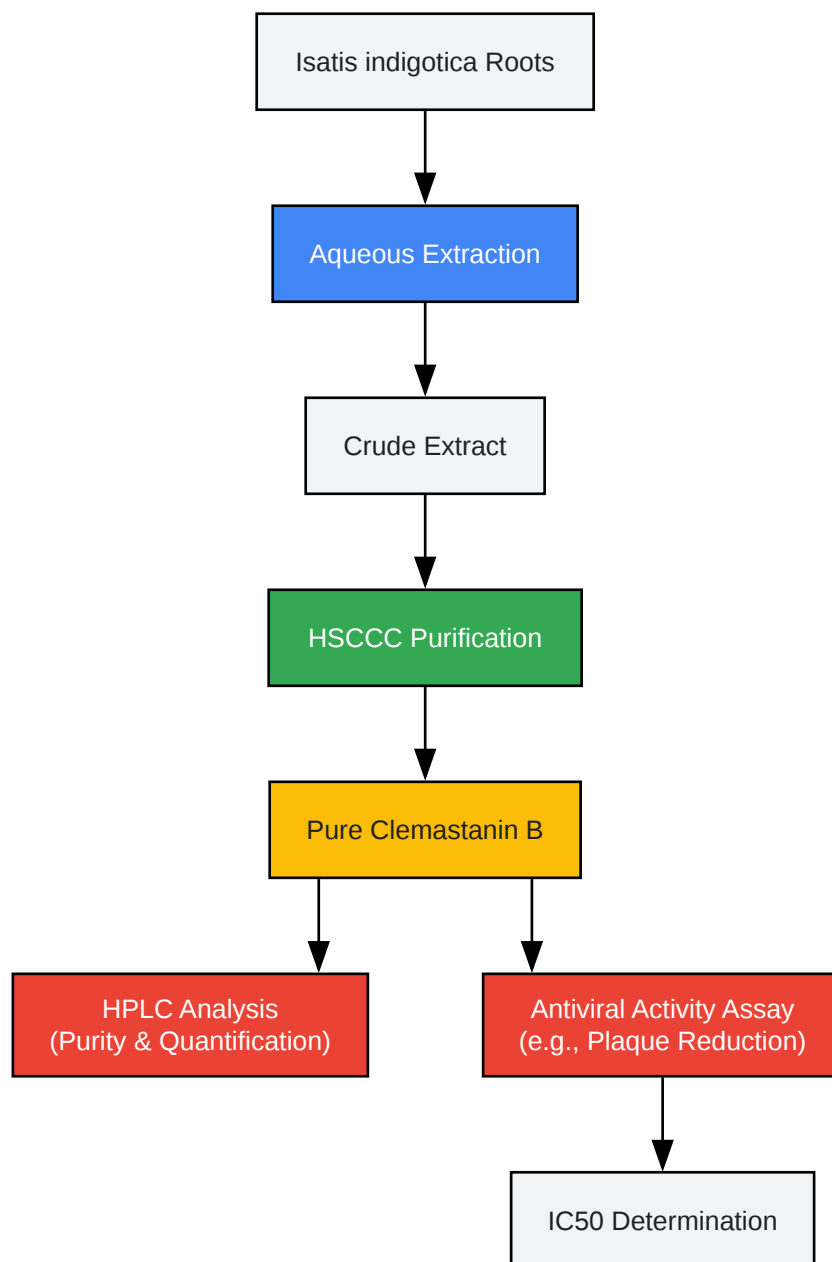 Isatis indigotica Roots
Aqueous Extraction
Crude Extract
HSCCC Purification
Pure Clemastanin B
HPLC Analysis
(Purity & Quantification)
Antiviral Activity Assay
(e.g., Plaque Reduction)
IC50 Determination